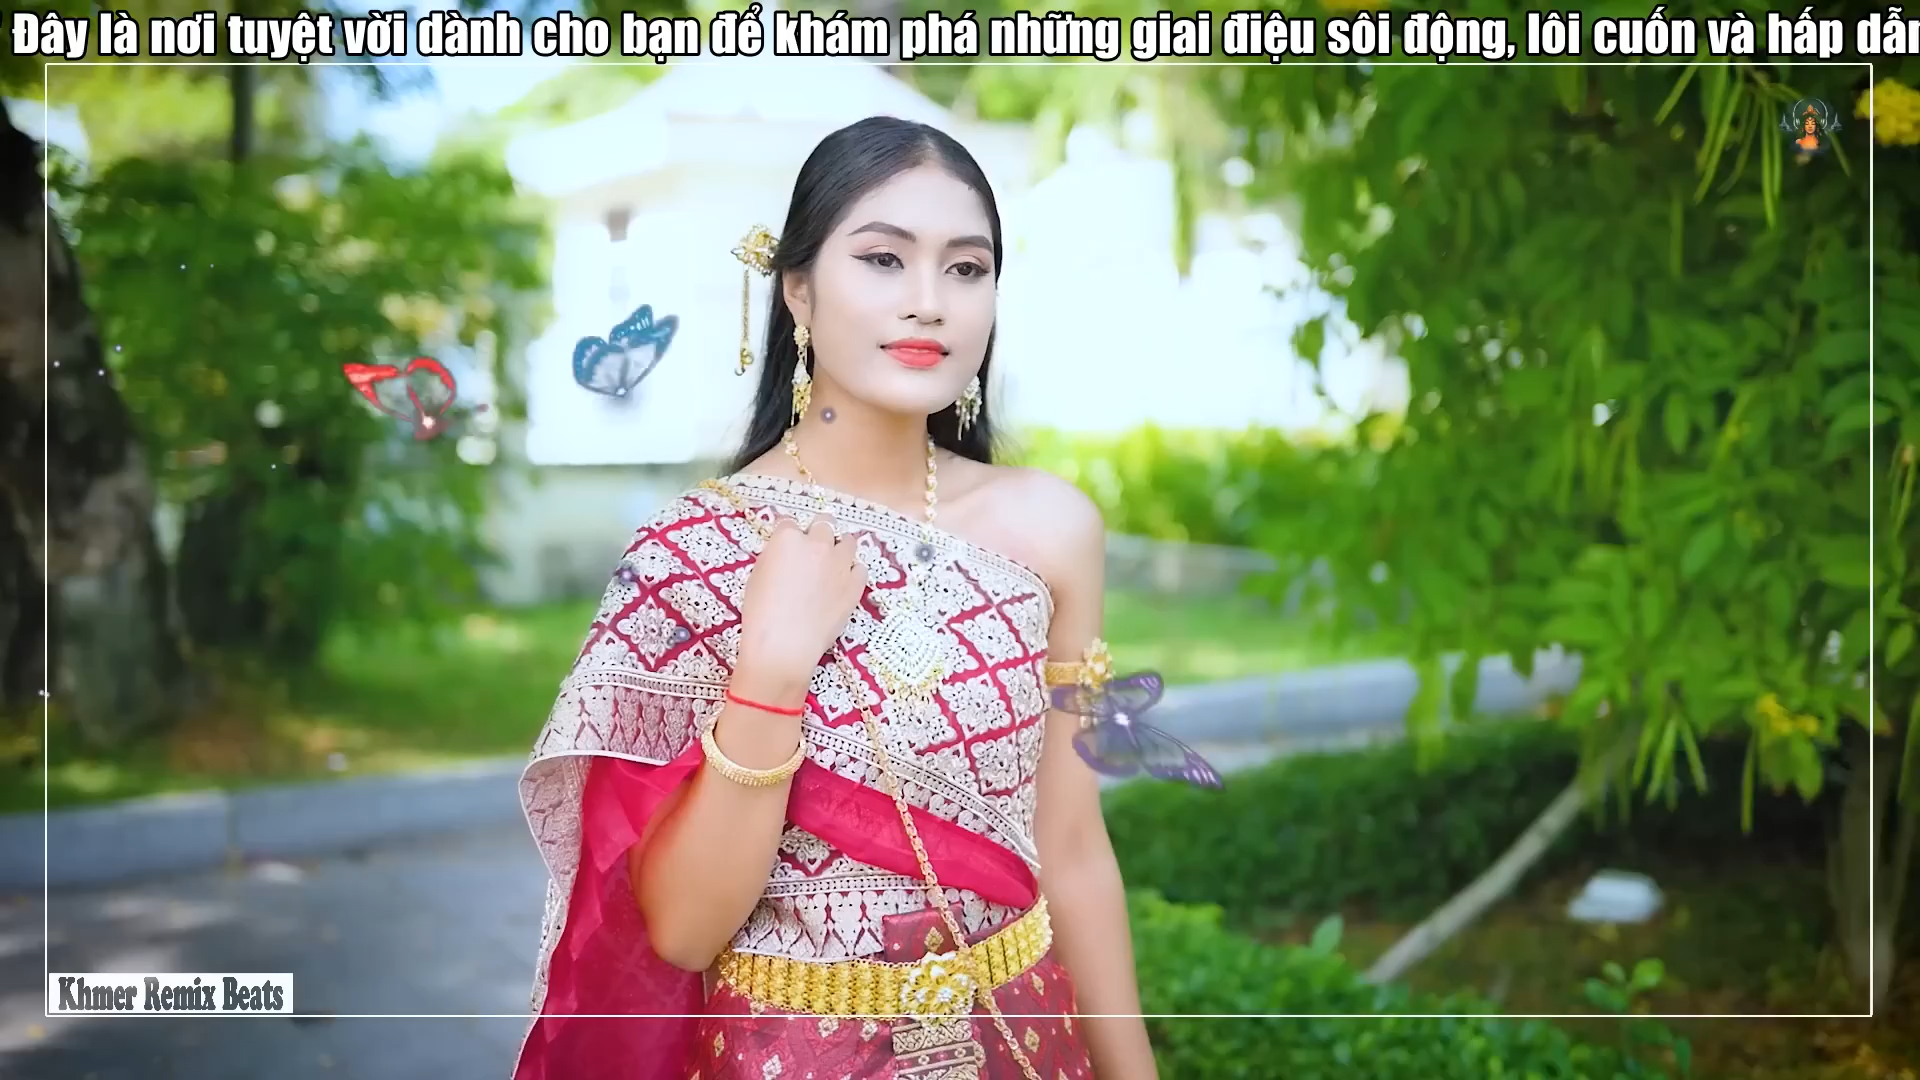 Đây là nơi tuyệt vời dành cho bạn để khám phá những giai điệu sôi động, lôi cuốn và hấp dẫn
Khmer Remix Beats